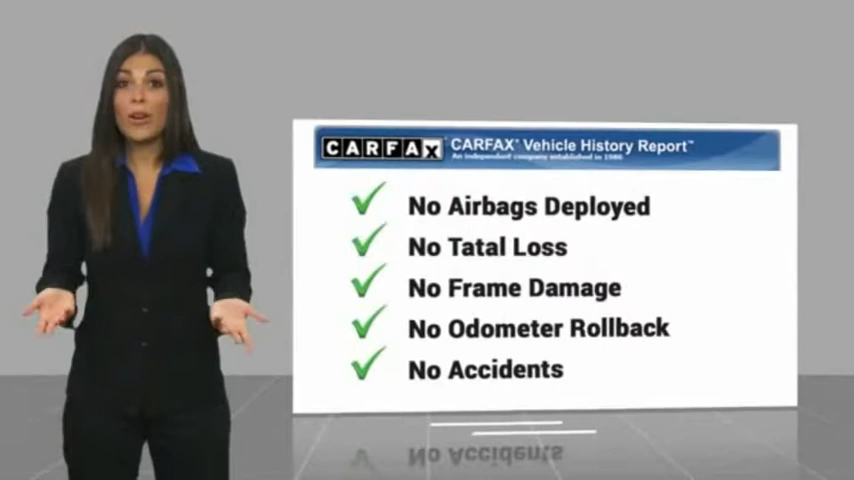 CARFAX CARFAX Vehicle History Report™
An independent company established in 1986
No Airbags Deployed
No Tatal Loss
No Frame Damage
No Odometer Rollback
No Accidents
No Accidents